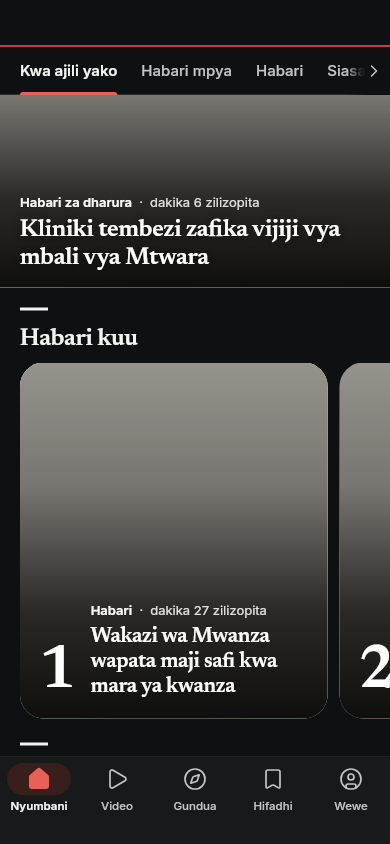 Kwa ajili yako
Habari mpya
Habari
Siasa
Habari za dharura · dakika 6 zilizopita
Kliniki tembezi zafika vijiji vya
mbali vya Mtwara
Habari kuu
1
Habari · dakika 27 zilizopita
Wakazi wa Mwanza
wapata maji safi kwa
mara ya kwanza
2
Nyumbani
Video
Gundua
Hifadhi
Wewe